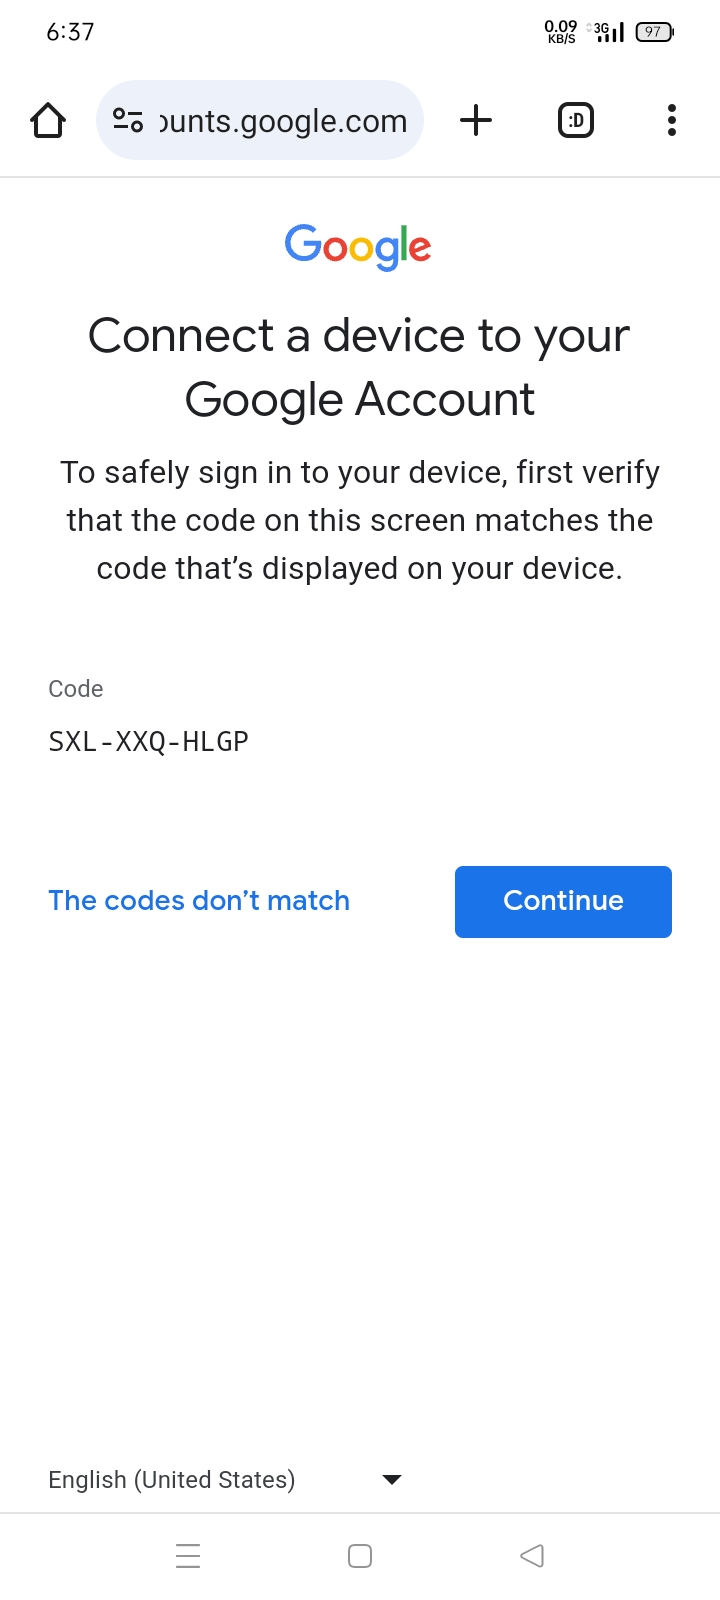 6:37
0.09
KB/S
3G
97
ounts.google.com
:D
Google
Connect a device to your
Google Account
To safely sign in to your device, first verify
that the code on this screen matches the
code that’s displayed on your device.
Code
SXL-XXQ-HLGP
The codes don’t match
Continue
English (United States)